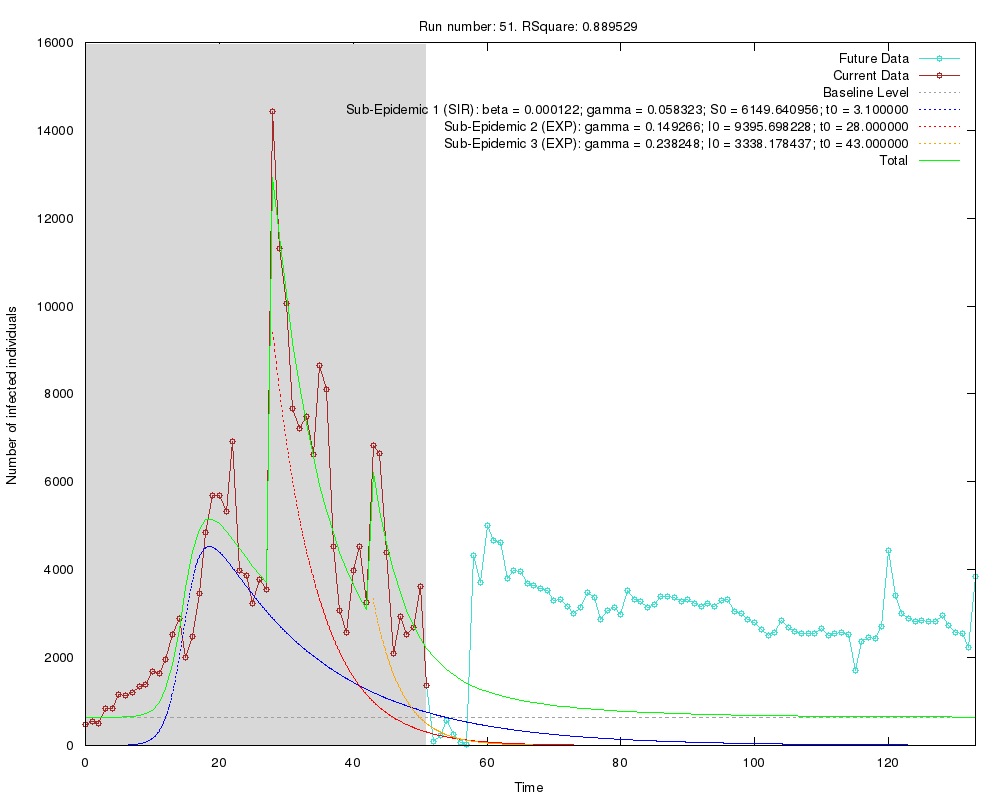 Run number: 51. RSquare: 0.889529
16000
14000
12000
10000
8000
6000
4000
2000
0
Number of infected individuals
Future Data
Current Data
Baseline Level
Sub-Epidemic 1 (SIR): beta = 0.000122; gamma = 0.058323; S0 = 6149.640956; t0 = 3.100000
Sub-Epidemic 2 (EXP): gamma = 0.149266; I0 = 9395.698228; t0 = 28.000000
Sub-Epidemic 3 (EXP): gamma = 0.238248; I0 = 3338.178437; t0 = 43.000000
Total
0 20 40 60 80 100 120
Time